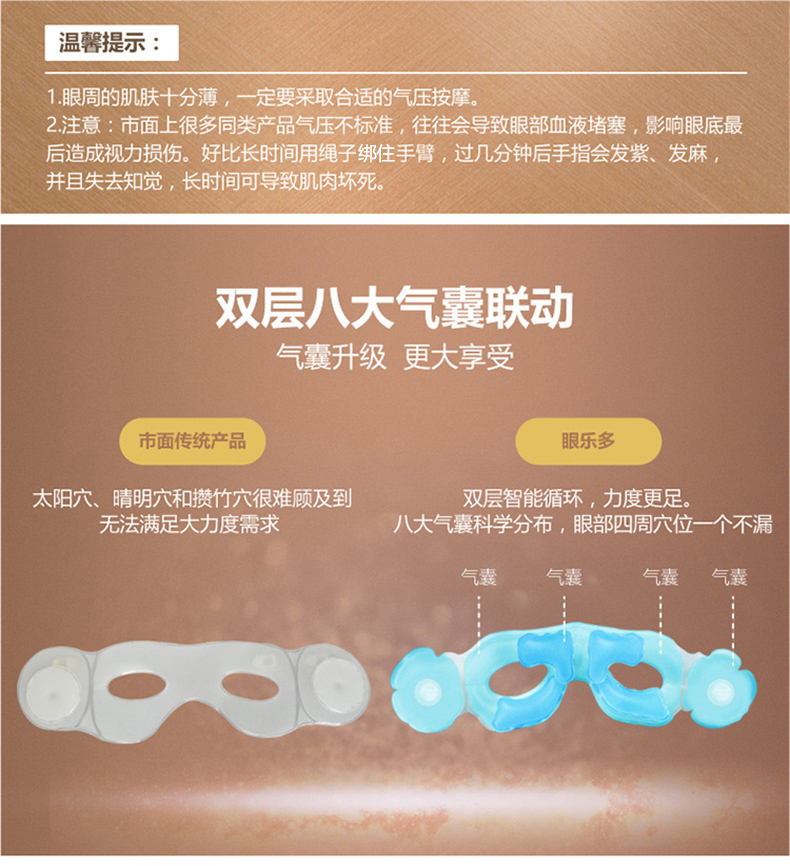 温馨提示：
1.眼周的肌肤十分薄，一定要采取合适的气压按摩。
2.注意：市面上很多同类产品气压不标准，往往会导致眼部血液堵塞，影响眼底最
后造成视力损伤。好比长时间用绳子绑住手臂，过几分钟后手指会发紫、发麻，
并且失去知觉，长时间可导致肌肉坏死。
双层八大气囊联动
气囊升级 更大享受
市面传统产品
太阳穴、晴明穴和攒竹穴很难顾及到
无法满足大力度需求
眼乐多
双层智能循环，力度更足。
八大气囊科学分布，眼部四周穴位一个不漏
气囊 气囊 气囊 气囊